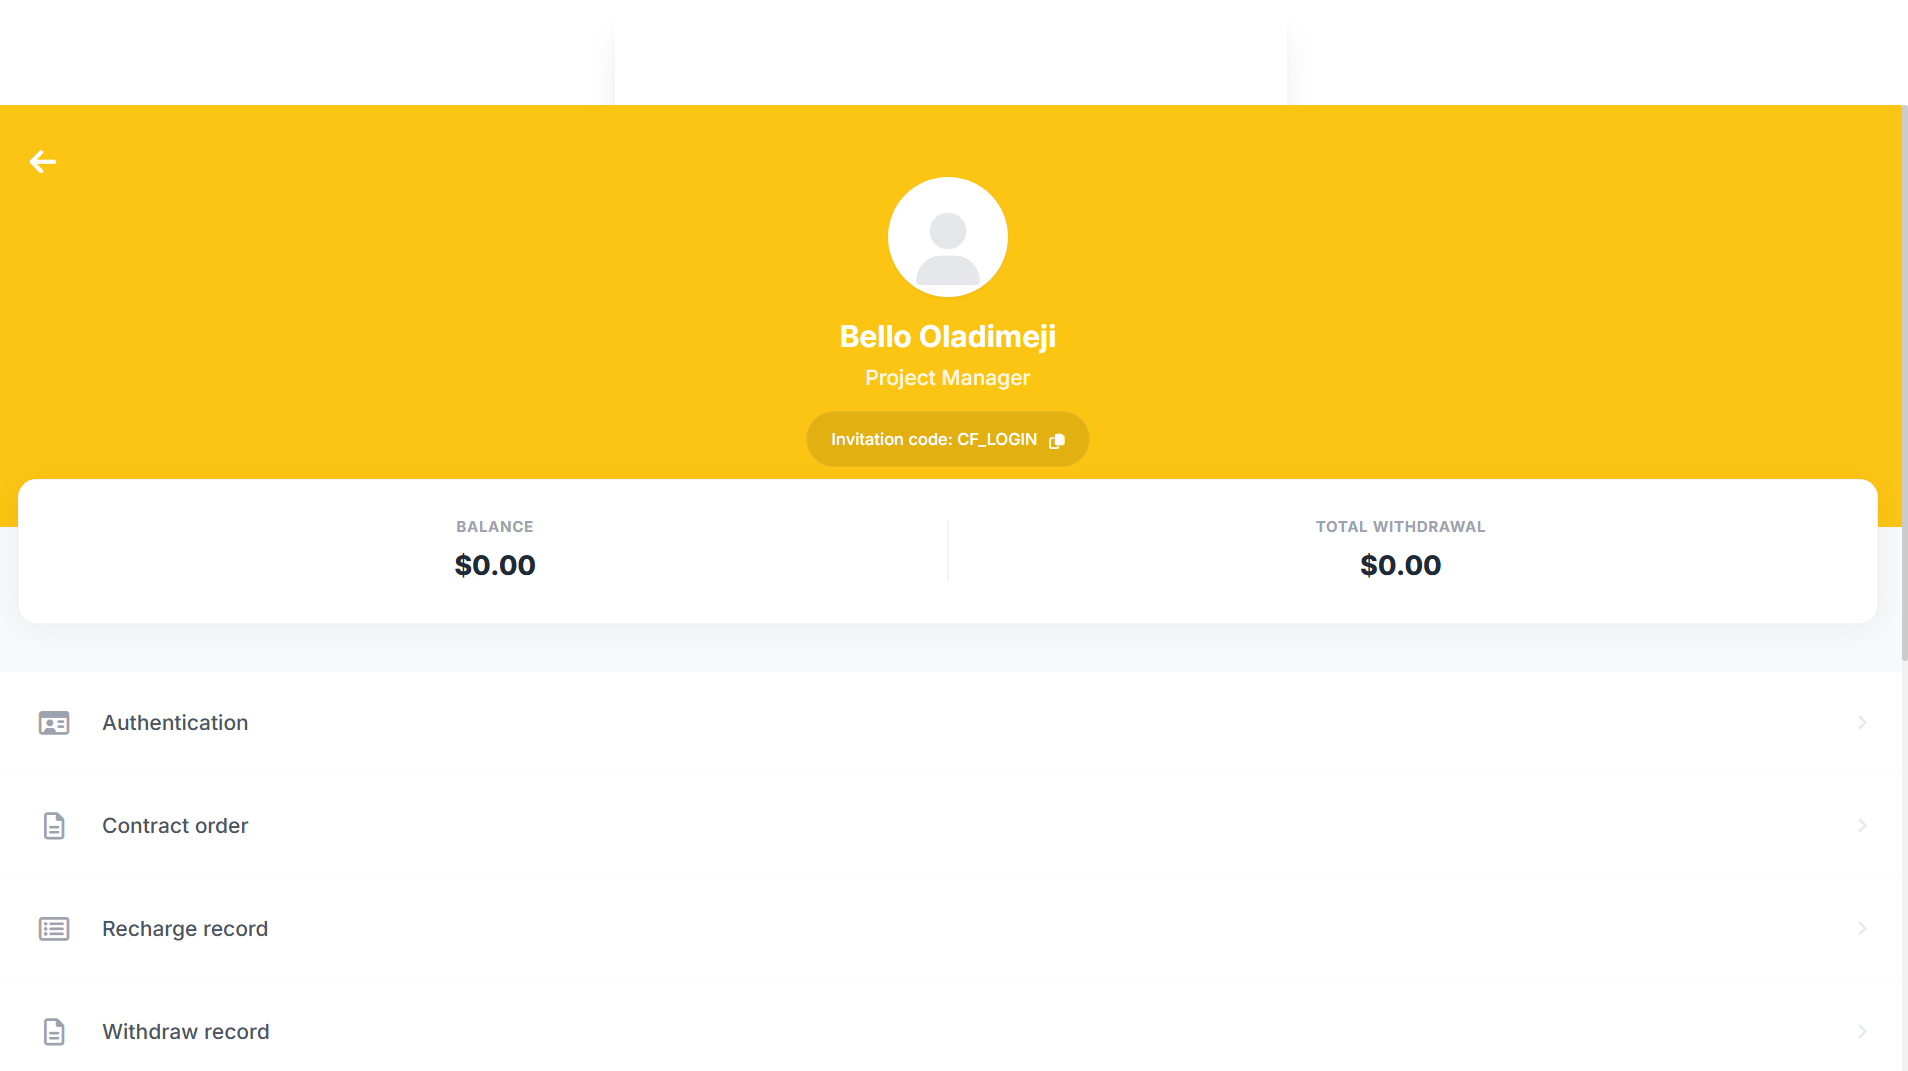 Bello Oladimeji
Project Manager
Invitation code: CF_LOGIN
BALANCE
$0.00
TOTAL WITHDRAWAL
$0.00
Authentication
Contract order
Recharge record
Withdraw record